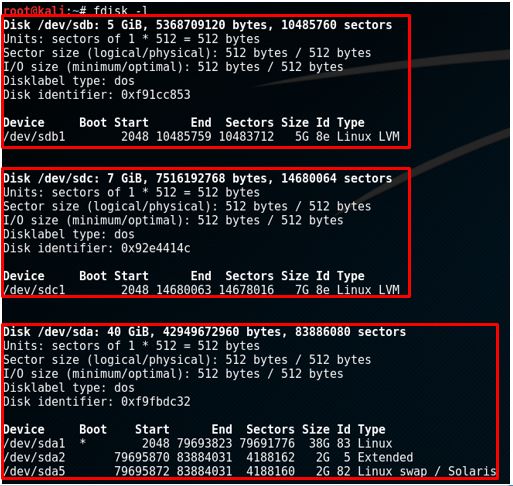 root@kali:~# fdisk -l
Disk /dev/sdb: 5 GiB, 5368709120 bytes, 10485760 sectors
Units: sectors of 1 * 512 = 512 bytes
Sector size (logical/physical): 512 bytes / 512 bytes
I/O size (minimum/optimal): 512 bytes / 512 bytes
Disklabel type: dos
Disk identifier: 0xf91cc853
Device     Boot Start      End  Sectors Size Id Type
/dev/sdb1        2048 10485759 10483712   5G 8e Linux LVM
Disk /dev/sdc: 7 GiB, 7516192768 bytes, 14680064 sectors
Units: sectors of 1 * 512 = 512 bytes
Sector size (logical/physical): 512 bytes / 512 bytes
I/O size (minimum/optimal): 512 bytes / 512 bytes
Disklabel type: dos
Disk identifier: 0x92e4414c
Device     Boot Start      End  Sectors Size Id Type
/dev/sdc1        2048 14680063 14678016   7G 8e Linux LVM
Disk /dev/sda: 40 GiB, 42949672960 bytes, 83886080 sectors
Units: sectors of 1 * 512 = 512 bytes
Sector size (logical/physical): 512 bytes / 512 bytes
I/O size (minimum/optimal): 512 bytes / 512 bytes
Disklabel type: dos
Disk identifier: 0xf9fbdc32
Device     Boot    Start      End  Sectors Size Id Type
/dev/sda1  *        2048 79693823 79691776  38G 83 Linux
/dev/sda2       79695870 83884031  4188162   2G  5 Extended
/dev/sda5       79695872 83884031  4188160   2G 82 Linux swap / Solaris